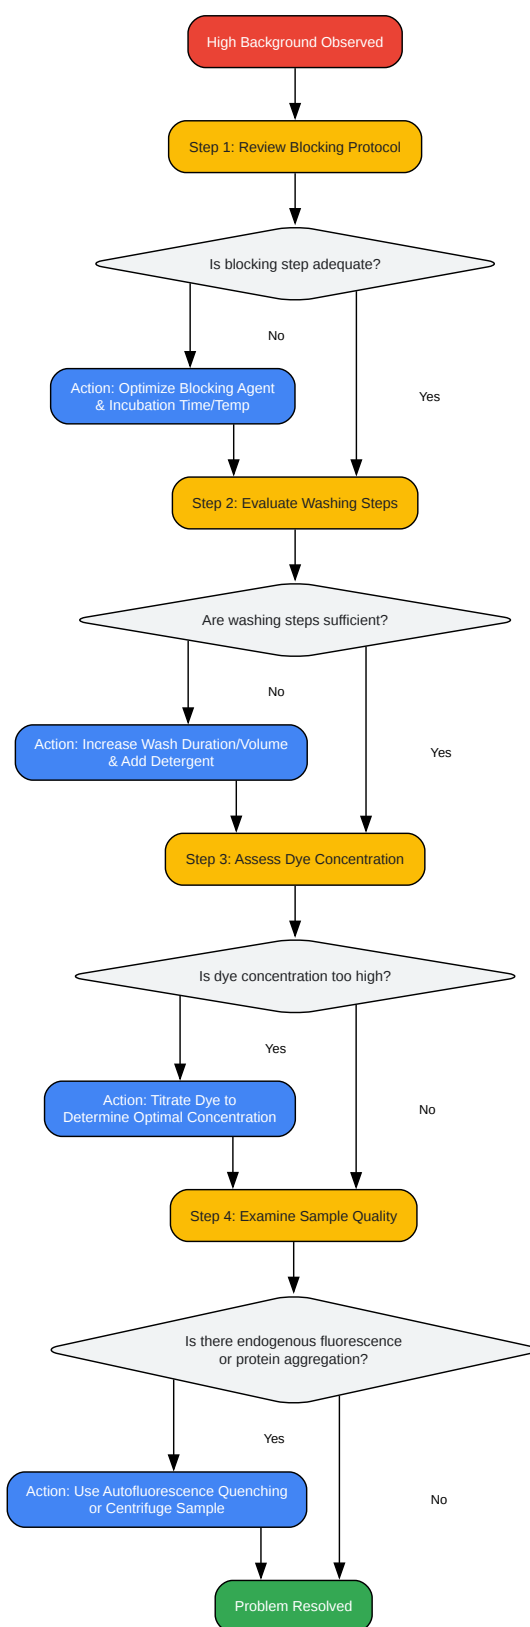 High Background Observed
Step 1: Review Blocking Protocol
Is blocking step adequate?
No
Action: Optimize Blocking Agent
& Incubation Time/Temp
Yes
Step 2: Evaluate Washing Steps
Are washing steps sufficient?
No
Action: Increase Wash Duration/Volume
& Add Detergent
Yes
Step 3: Assess Dye Concentration
Is dye concentration too high?
Yes
Action: Titrate Dye to
Determine Optimal Concentration
No
Step 4: Examine Sample Quality
Is there endogenous fluorescence
or protein aggregation?
Yes
Action: Use Autofluorescence Quenching
or Centrifuge Sample
No
Problem Resolved